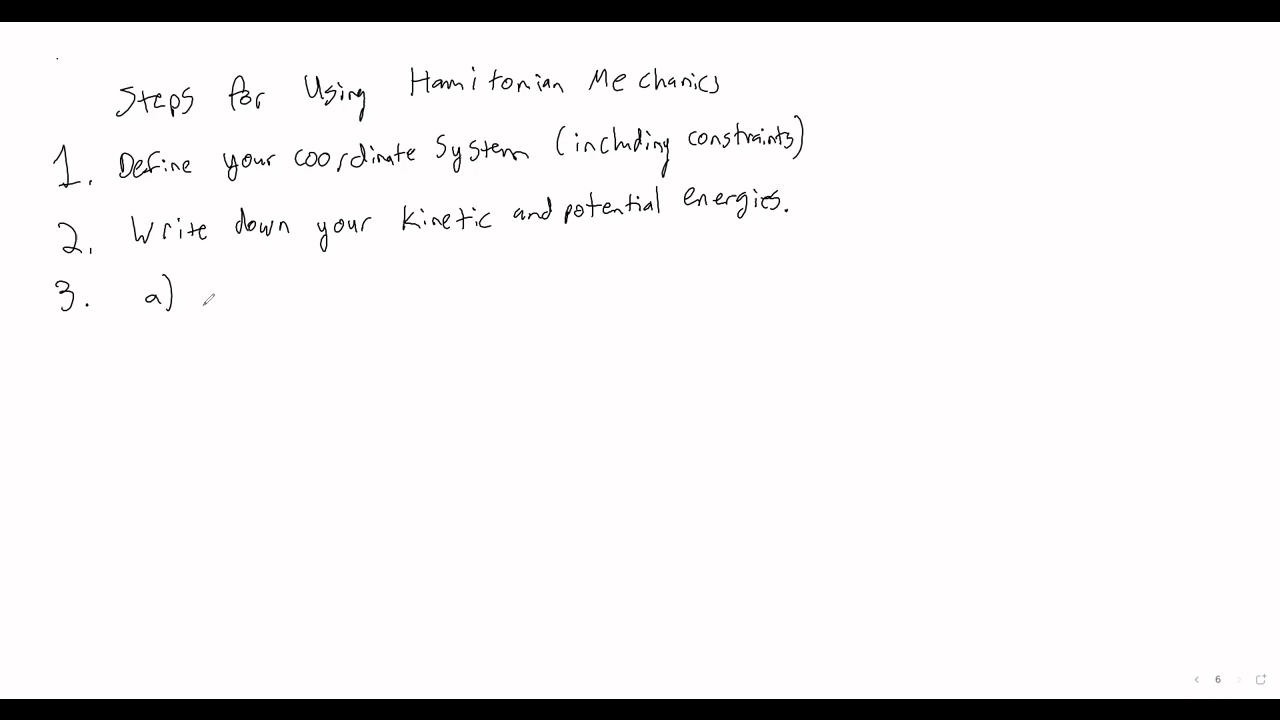 Steps for Using Hamitonian Mechanics
1. Define your coordinate system (including constraints)
2. Write down your kinetic and potential energies.
3. a)
6